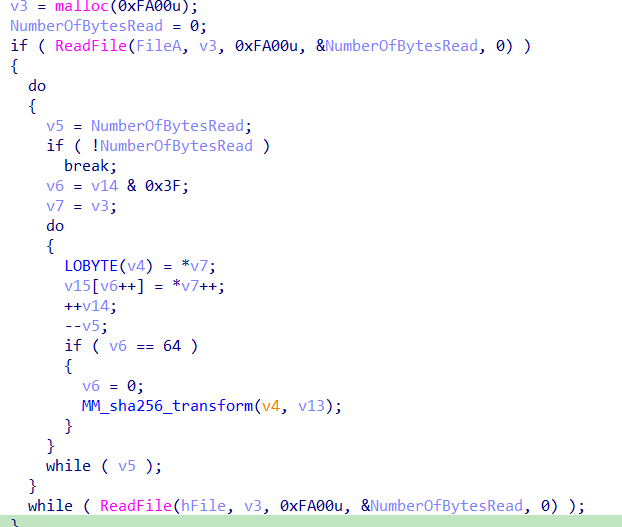 v3 = malloc(0xFA00u);
NumberOfBytesRead = 0;
if ( ReadFile(FileA, v3, 0xFA00u, &NumberOfBytesRead, 0) )
{
  do
  {
    v5 = NumberOfBytesRead;
    if ( !NumberOfBytesRead )
      break;
    v6 = v14 & 0x3F;
    v7 = v3;
    do
    {
      LOBYTE(v4) = *v7;
      v15[v6++] = *v7++;
      ++v14;
      --v5;
      if ( v6 == 64 )
      {
        v6 = 0;
        MM_sha256_transform(v4, v13);
      }
    }
    while ( v5 );
  }
  while ( ReadFile(hFile, v3, 0xFA00u, &NumberOfBytesRead, 0) );
}